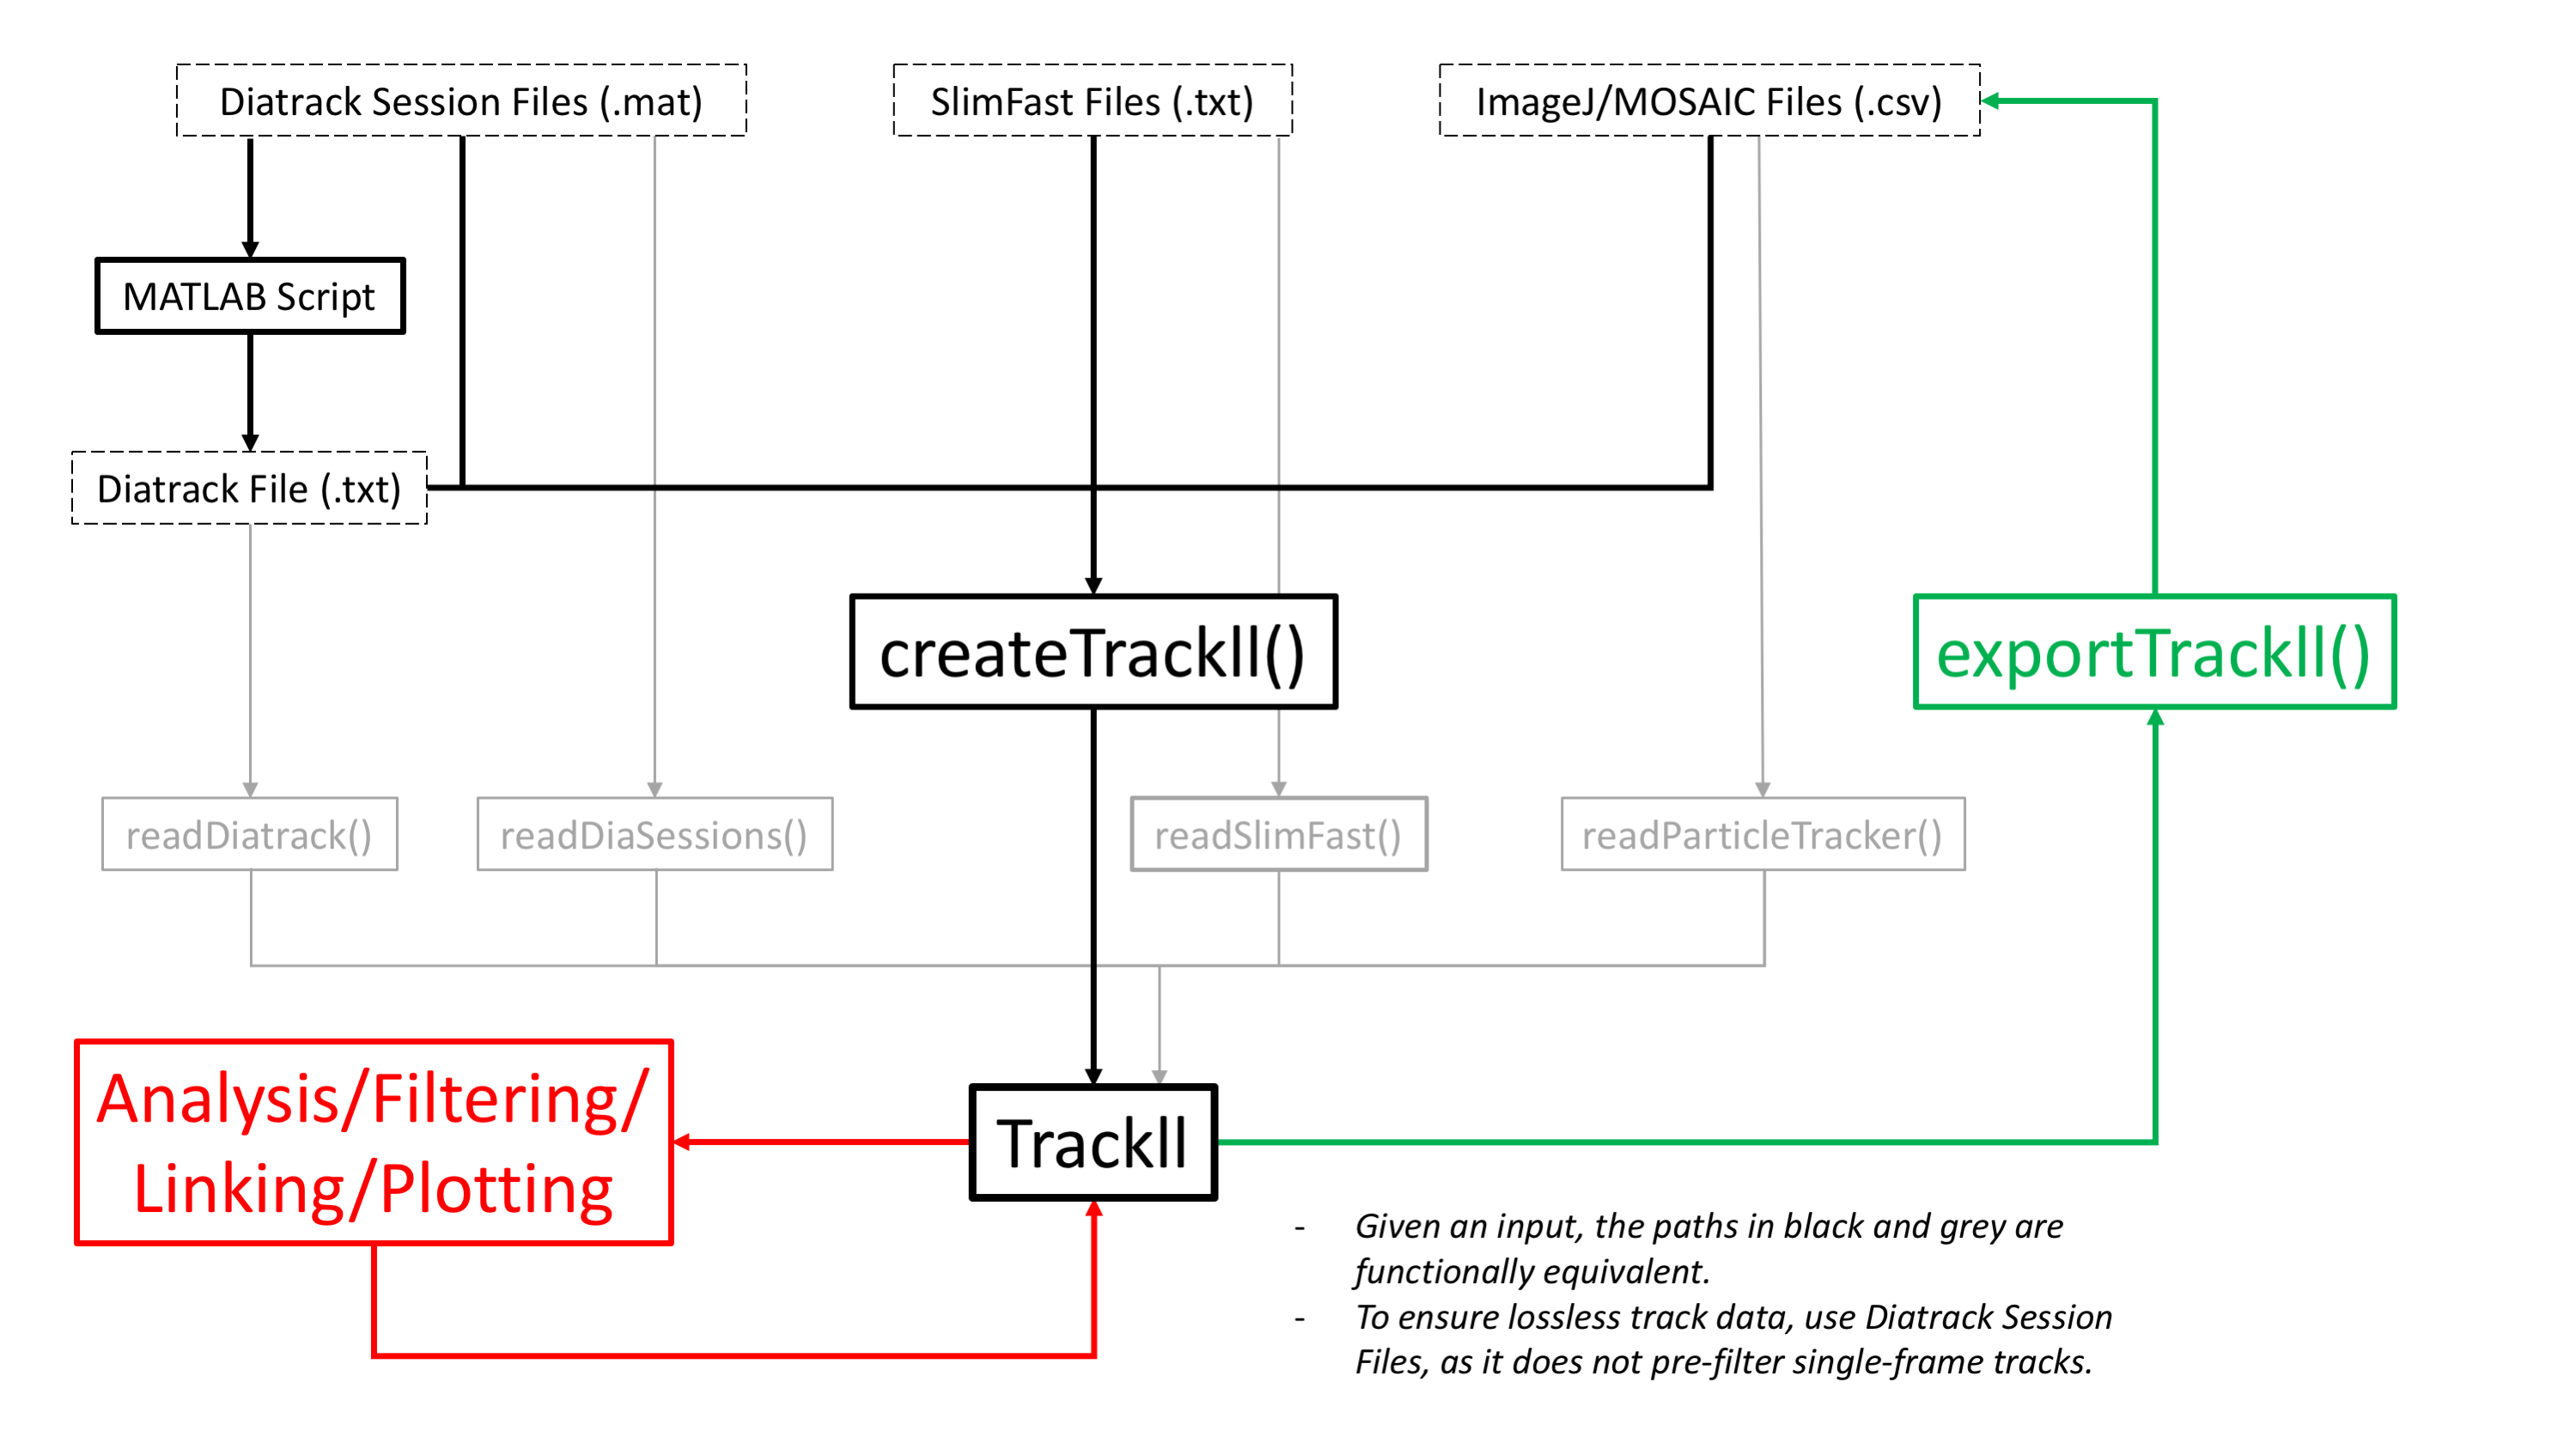 Diatrack Session Files (.mat)
SlimFast Files (.txt)
ImageJ/MOSAIC Files (.csv)
MATLAB Script
Diatrack File (.txt)
createTrackll()
exportTrackll()
readDiatrack()
readDiaSessions()
readSlimFast()
readParticleTracker()
Analysis/Filtering/
Linking/Plotting
Trackll
- Given an input, the paths in black and grey are
functionally equivalent.
- To ensure lossless track data, use Diatrack Session
Files, as it does not pre-filter single-frame tracks.